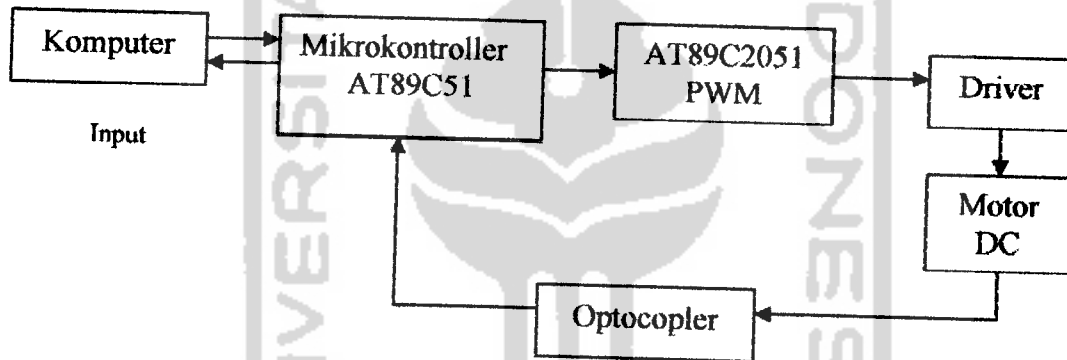 Komputer
Mikrokontroller
AT89C51
AT89C2051
PWM
Driver
Input
Motor
DC
Optocopler